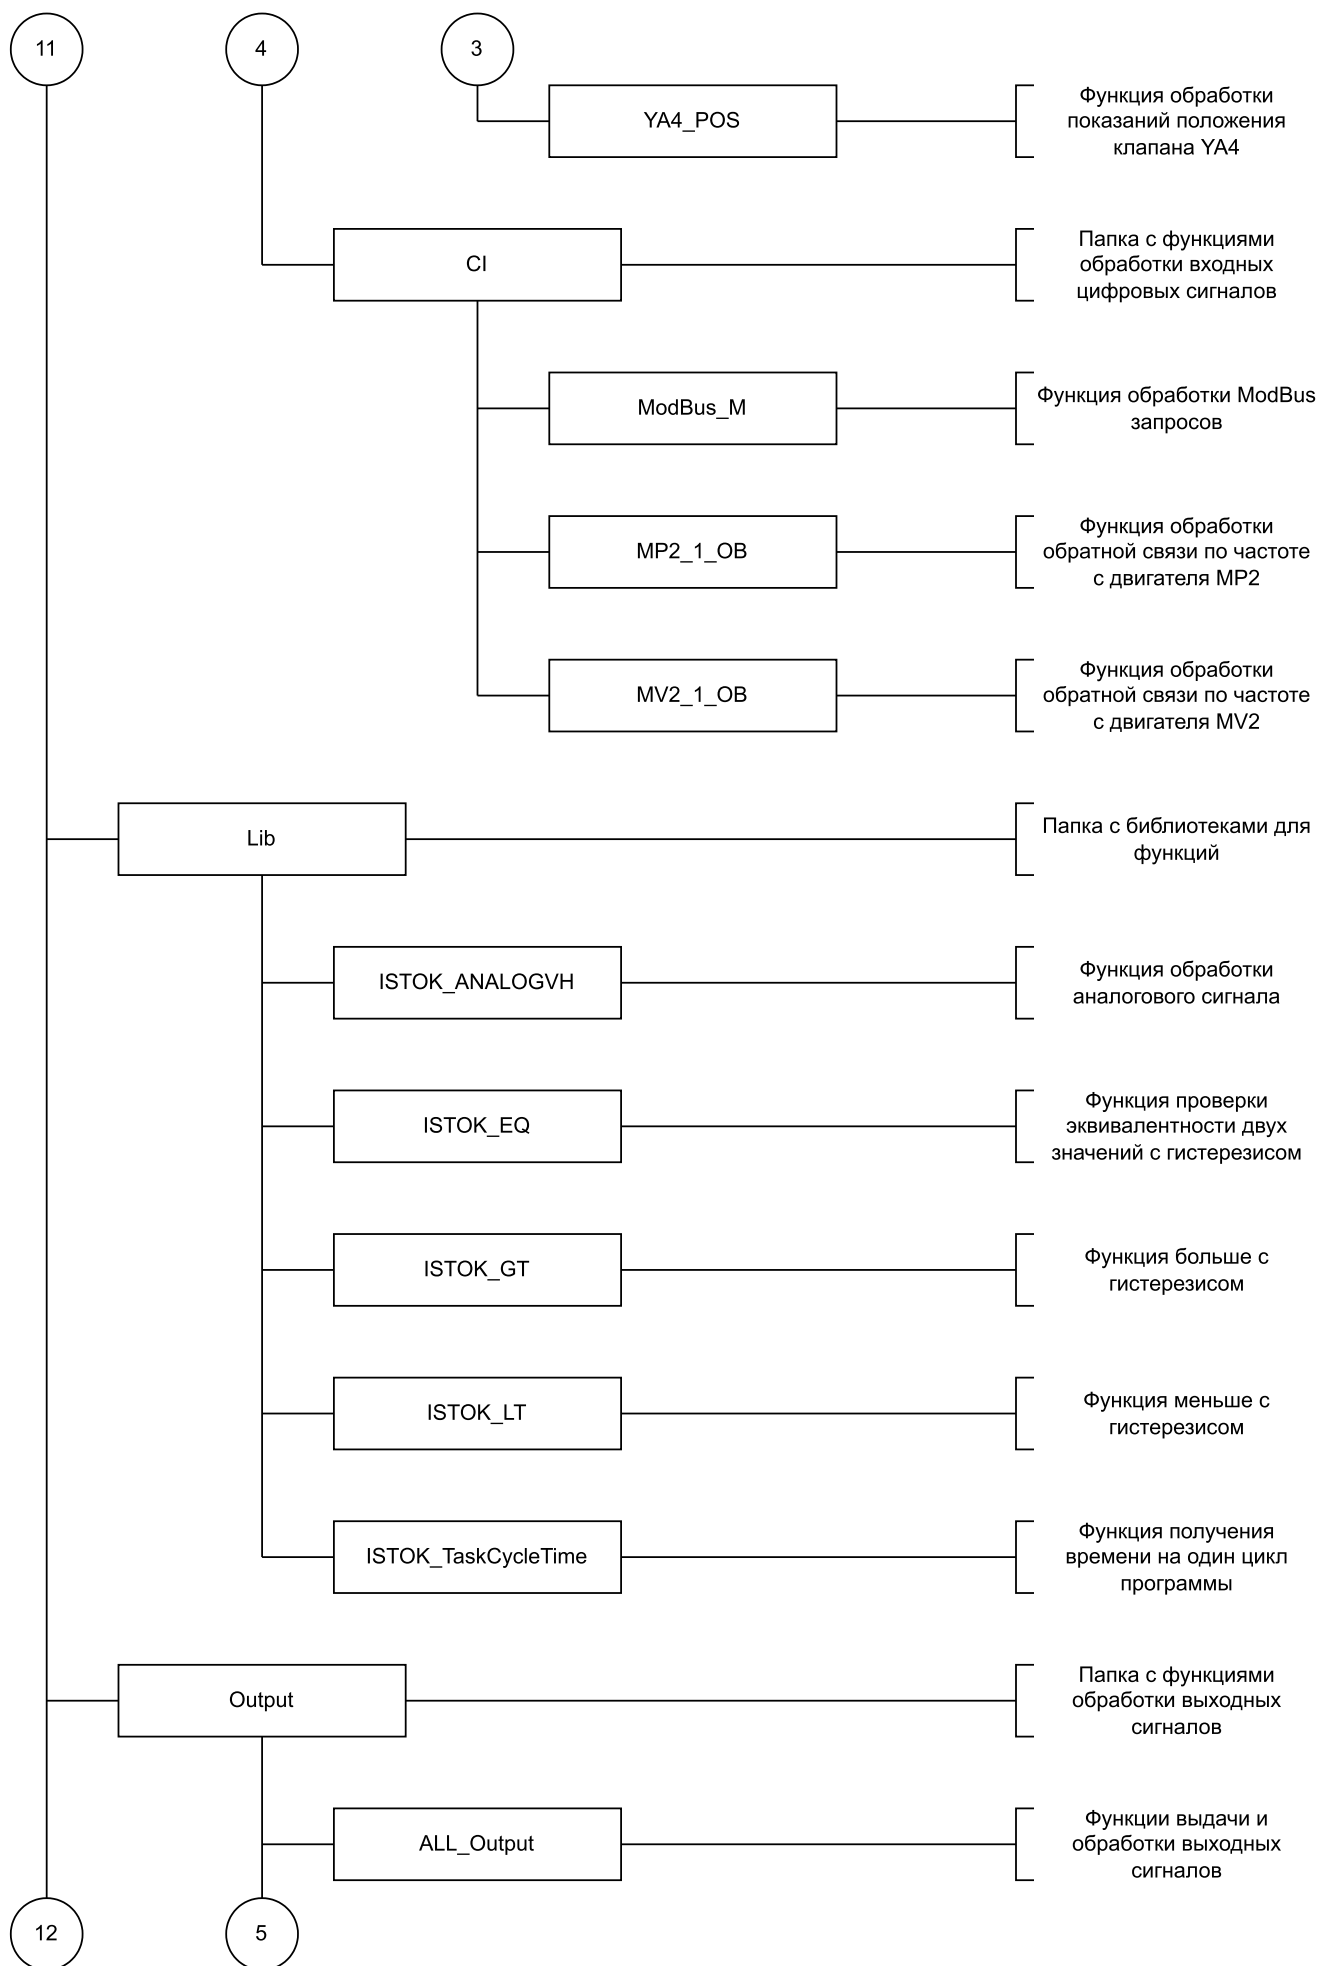 11
4
3
YA4_POS
Функция обработки
показаний положения
клапана YA4
CI
Папка с функциями
обработки входных
цифровых сигналов
ModBus_M
Функция обработки ModBus
запросов
MP2_1_OB
Функция обработки
обратной связи по частоте
с двигателя MP2
MV2_1_OB
Функция обработки
обратной связи по частоте
с двигателя MV2
Lib
Папка с библиотеками для
функций
ISTOK_ANALOGVH
Функция обработки
аналогового сигнала
ISTOK_EQ
Функция проверки
эквивалентности двух
значений с гистерезисом
ISTOK_GT
Функция больше с
гистерезисом
ISTOK_LT
Функция меньше с
гистерезисом
ISTOK_TaskCycleTime
Функция получения
времени на один цикл
программы
Output
Папка с функциями
обработки выходных
сигналов
ALL_Output
Функции выдачи и
обработки выходных
сигналов
12
5